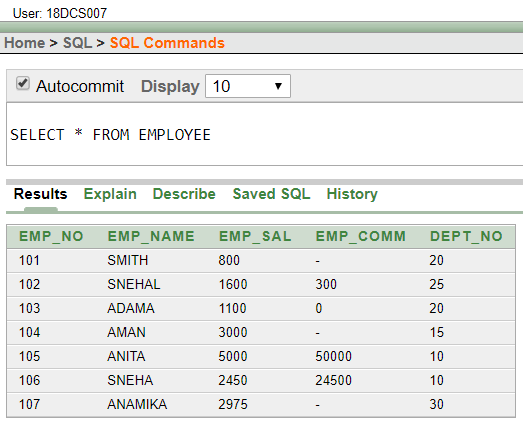 User: 18DCS007
Home > SQL > SQL Commands
Autocommit Display 10
SELECT * FROM EMPLOYEE
Results Explain Describe Saved SQL History
EMP_NO EMP_NAME EMP_SAL EMP_COMM DEPT_NO
101 SMITH 800 - 20
102 SNEHAL 1600 300 25
103 ADAMA 1100 0 20
104 AMAN 3000 - 15
105 ANITA 5000 50000 10
106 SNEHA 2450 24500 10
107 ANAMIKA 2975 - 30